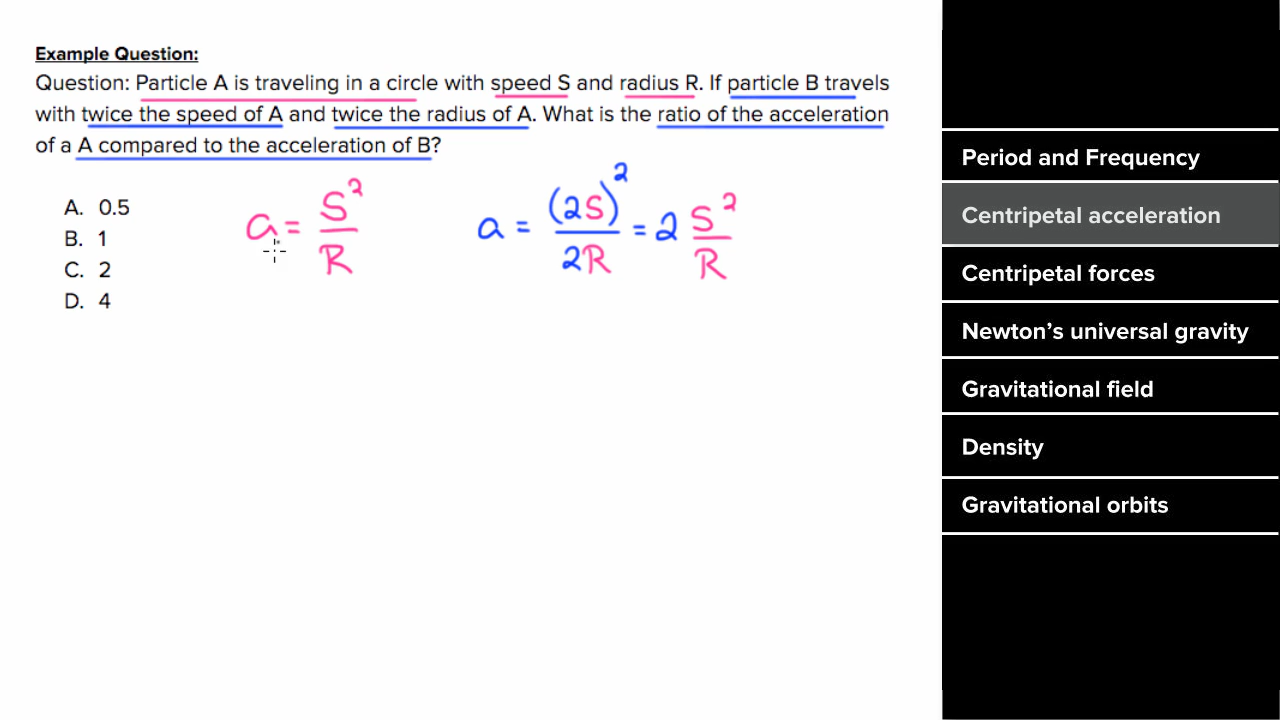 Example Question:
Question: Particle A is traveling in a circle with speed S and radius R. If particle B travels
with twice the speed of A and twice the radius of A. What is the ratio of the acceleration
of a A compared to the acceleration of B?
A. 0.5
B. 1
C. 2
D. 4
a = S²/R
a = (2S)²/2R = 2 S²/R
Period and Frequency
Centripetal acceleration
Centripetal forces
Newton’s universal gravity
Gravitational field
Density
Gravitational orbits